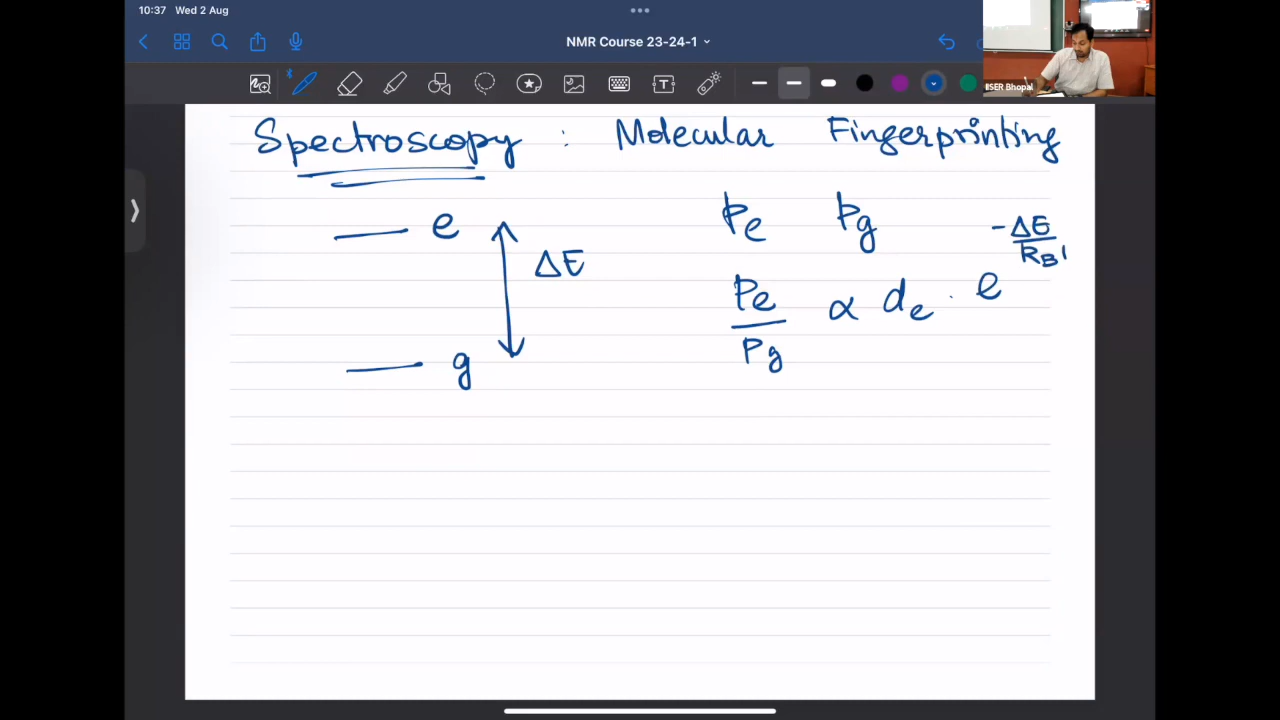 10:37 Wed 2 Aug
NMR Course 23-24-1
IISER Bhopal
Spectroscopy : Molecular Fingerprinting
e
ΔE
g
Pe Pg
Pe/Pg ∝ de · e^(-ΔE/kB